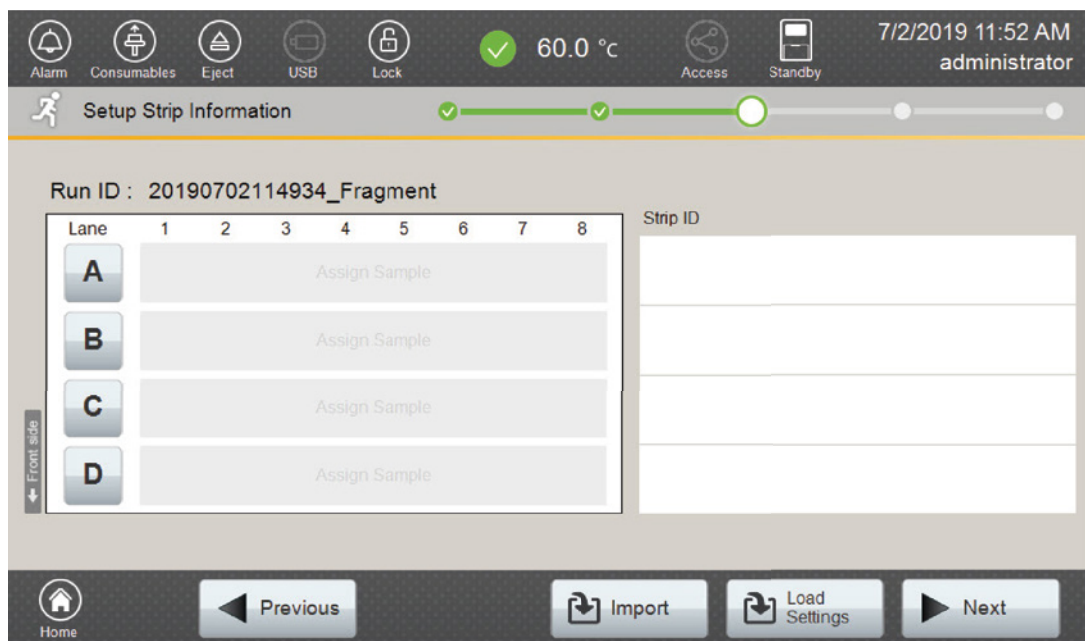 7/2/2019 11:52 AM
60.0 °c
administrator
Alarm Consumables Eject USB Lock Access Standby
Setup Strip Information
Run ID : 20190702114934_Fragment
Strip ID
Lane 1 2 3 4 5 6 7 8
A Assign Sample
B Assign Sample
C Assign Sample
D Assign Sample
Front side
Previous
Import
Load
Settings
Next
Home